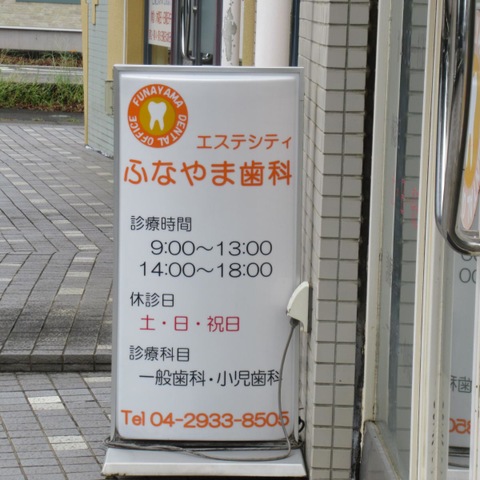 FUNAYAMA DENTAL OFFICE
エステシティ
ふなやま歯科
診療時間
9:00～13:00
14:00～18:00
休診日
土・日・祝日
診療科目
一般歯科・小児歯科
Tel 04-2933-8505